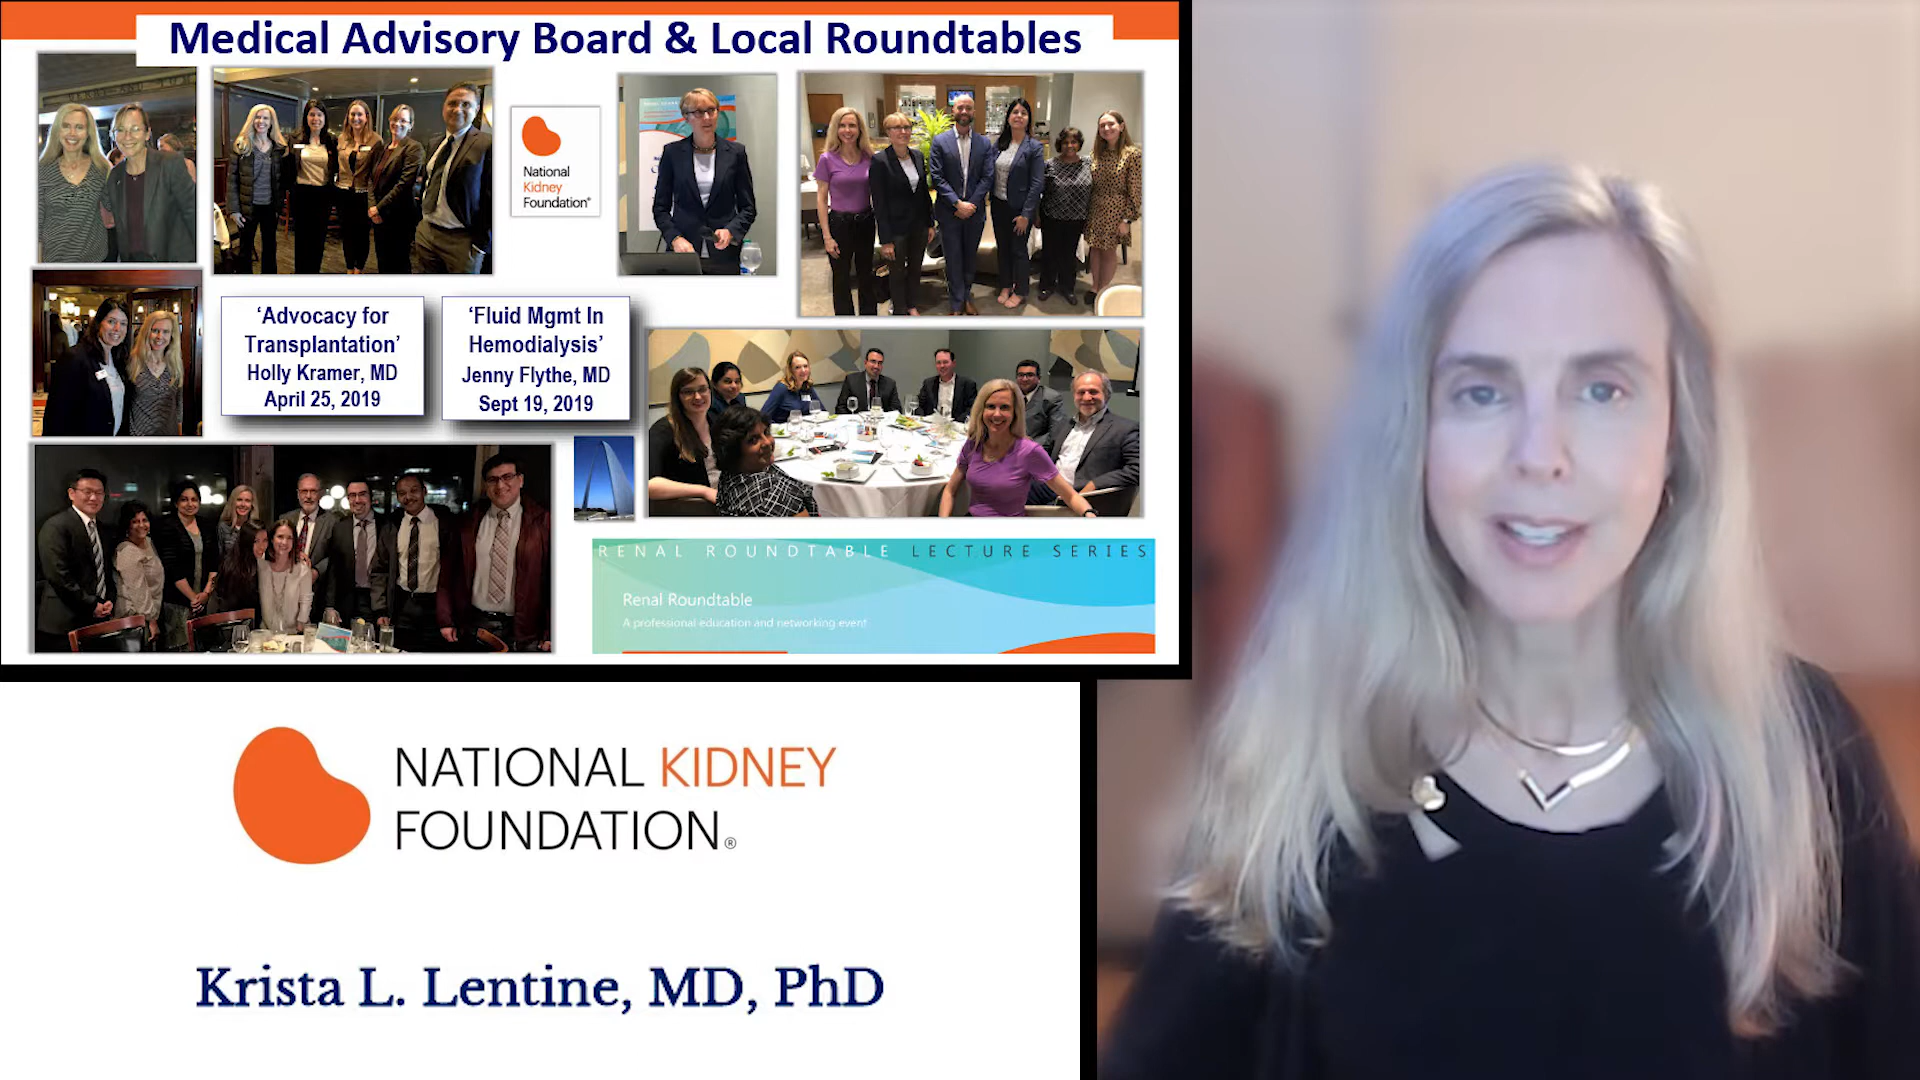 Medical Advisory Board & Local Roundtables
National
Kidney
Foundation®
'Advocacy for
Transplantation'
Holly Kramer, MD
April 25, 2019
'Fluid Mgmt In
Hemodialysis'
Jenny Flythe, MD
Sept 19, 2019
RENAL ROUNDTABLE LECTURE SERIES
Renal Roundtable
A professional education and networking event
NATIONAL KIDNEY
FOUNDATION®
Krista L. Lentine, MD, PhD